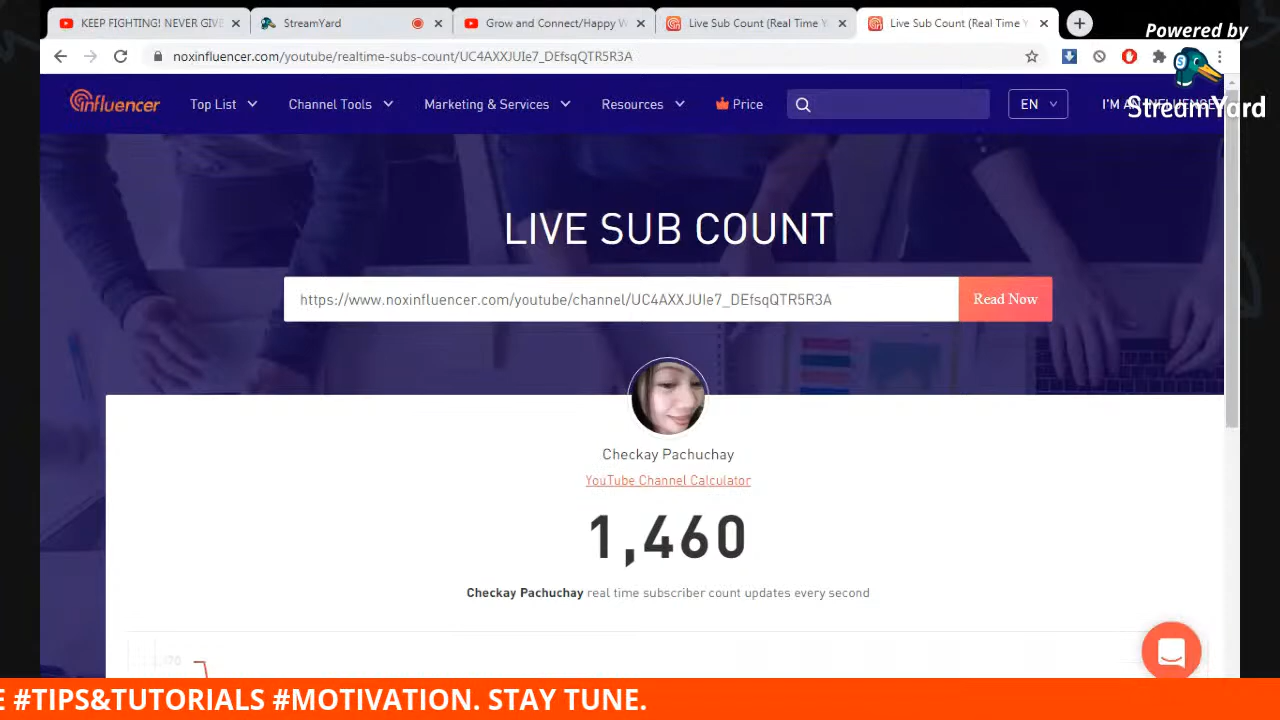 KEEP FIGHTING! NEVER GIVE
StreamYard
Grow and Connect/Happy W
Live Sub Count (Real Time Y
Live Sub Count (Real Time Y
Powered by
StreamYard
noxinfluencer.com/youtube/realtime-subs-count/UC4AXXJUIe7_DEfsqQTR5R3A
influencer
Top List
Channel Tools
Marketing & Services
Resources
Price
EN
I'M AN INFLUENCER
LIVE SUB COUNT
https://www.noxinfluencer.com/youtube/channel/UC4AXXJUIe7_DEfsqQTR5R3A
Read Now
Checkay Pachuchay
YouTube Channel Calculator
1,460
Checkay Pachuchay real time subscriber count updates every second
E #TIPS&TUTORIALS #MOTIVATION. STAY TUNE.